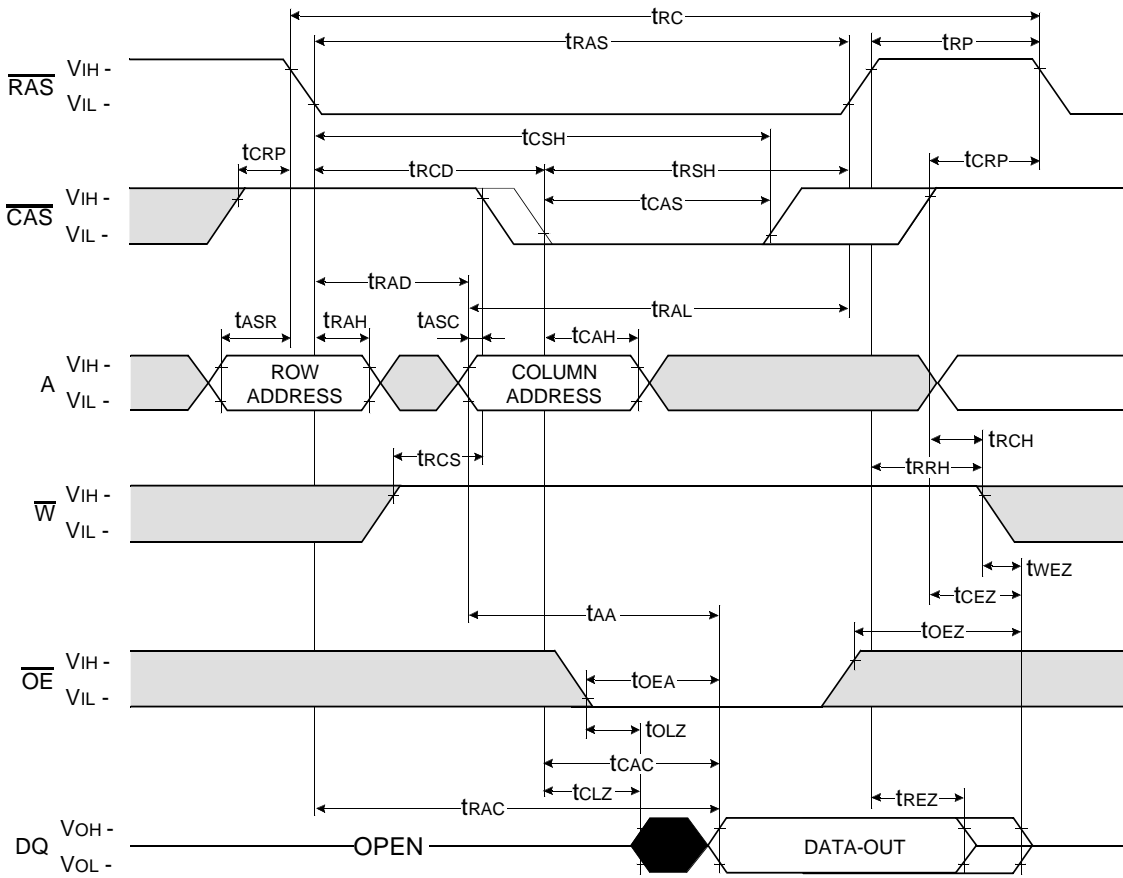 tRC
tRAS
tRP
RAS
VIH -
VIL -
tCSH
tCRP
tRCD
tRSH
tCRP
CAS
VIH -
VIL -
tCAS
tRAD
tRAL
tASR
tRAH
tASC
tCAH
A
VIH -
VIL -
ROW
ADDRESS
COLUMN
ADDRESS
tRCS
tRCH
tRRH
W
VIH -
VIL -
tWEZ
tCEZ
tAA
tOEZ
OE
VIH -
VIL -
tOEA
tOLZ
tCAC
tCLZ
tREZ
tRAC
DQ
VOH -
VOL -
OPEN
DATA-OUT